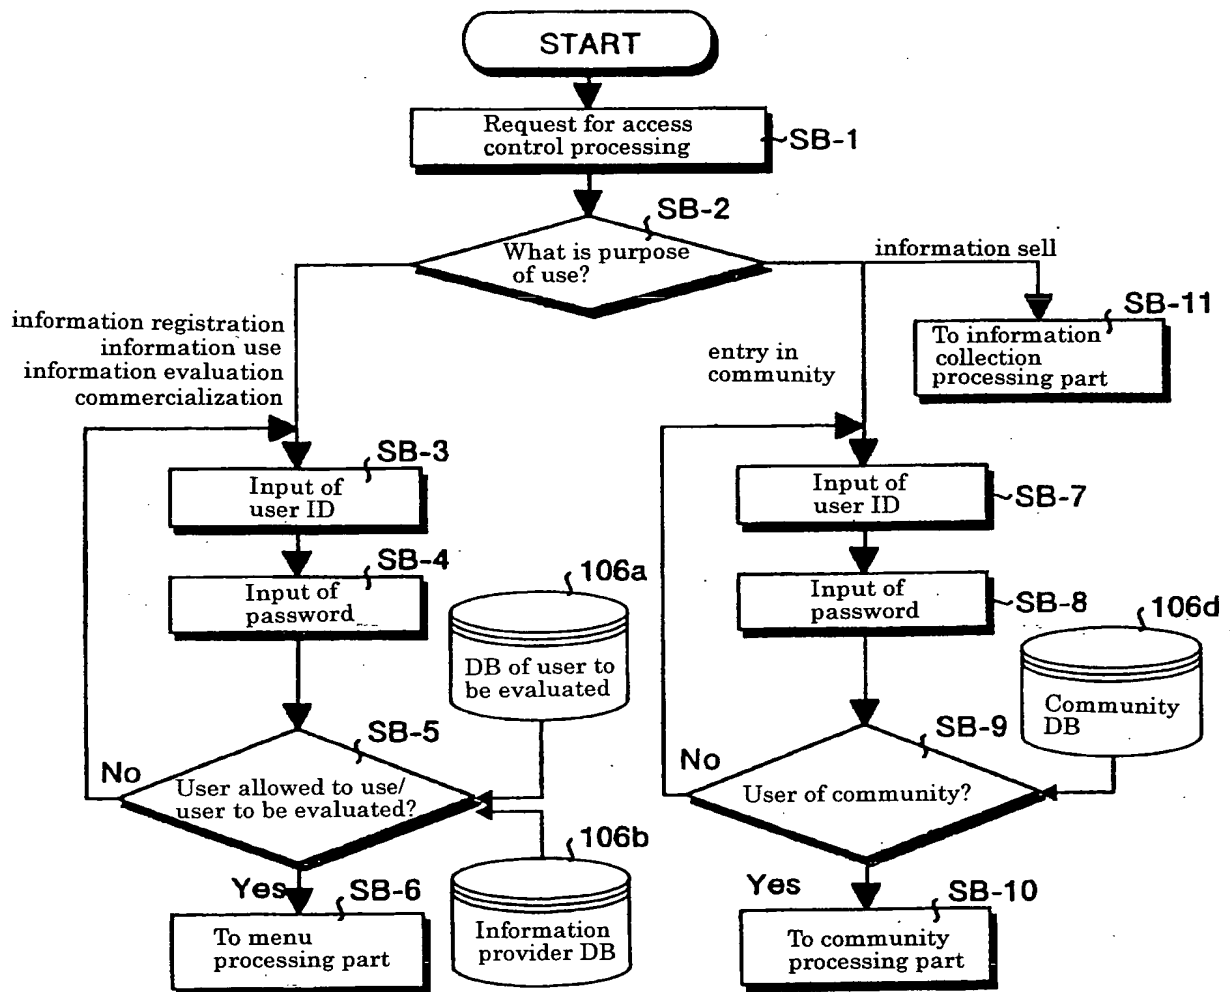 START
Request for access
control processing
SB-1
SB-2
What is purpose
of use?
information sell
SB-11
To information
collection
processing part
information registration
information use
information evaluation
commercialization
entry in
community
SB-3
Input of
user ID
SB-7
Input of
user ID
SB-4
Input of
password
106a
DB of user to
be evaluated
SB-8
Input of
password
106d
Community
DB
SB-5
No
User allowed to use/
user to be evaluated?
SB-9
No
User of community?
106b
Information
provider DB
Yes
SB-6
To menu
processing part
Yes
SB-10
To community
processing part